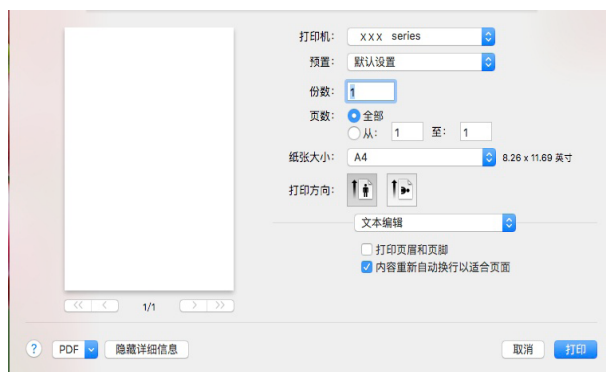 打印机: xxx series
预置: 默认设置
份数: 1
页数: 全部
从: 1 至: 1
纸张大小: A4 8.26 x 11.69 英寸
打印方向:
文本编辑
打印页眉和页脚
内容重新自动换行以适合页面
<< < 1/1 > >>
? PDF 隐藏详细信息 取消 打印